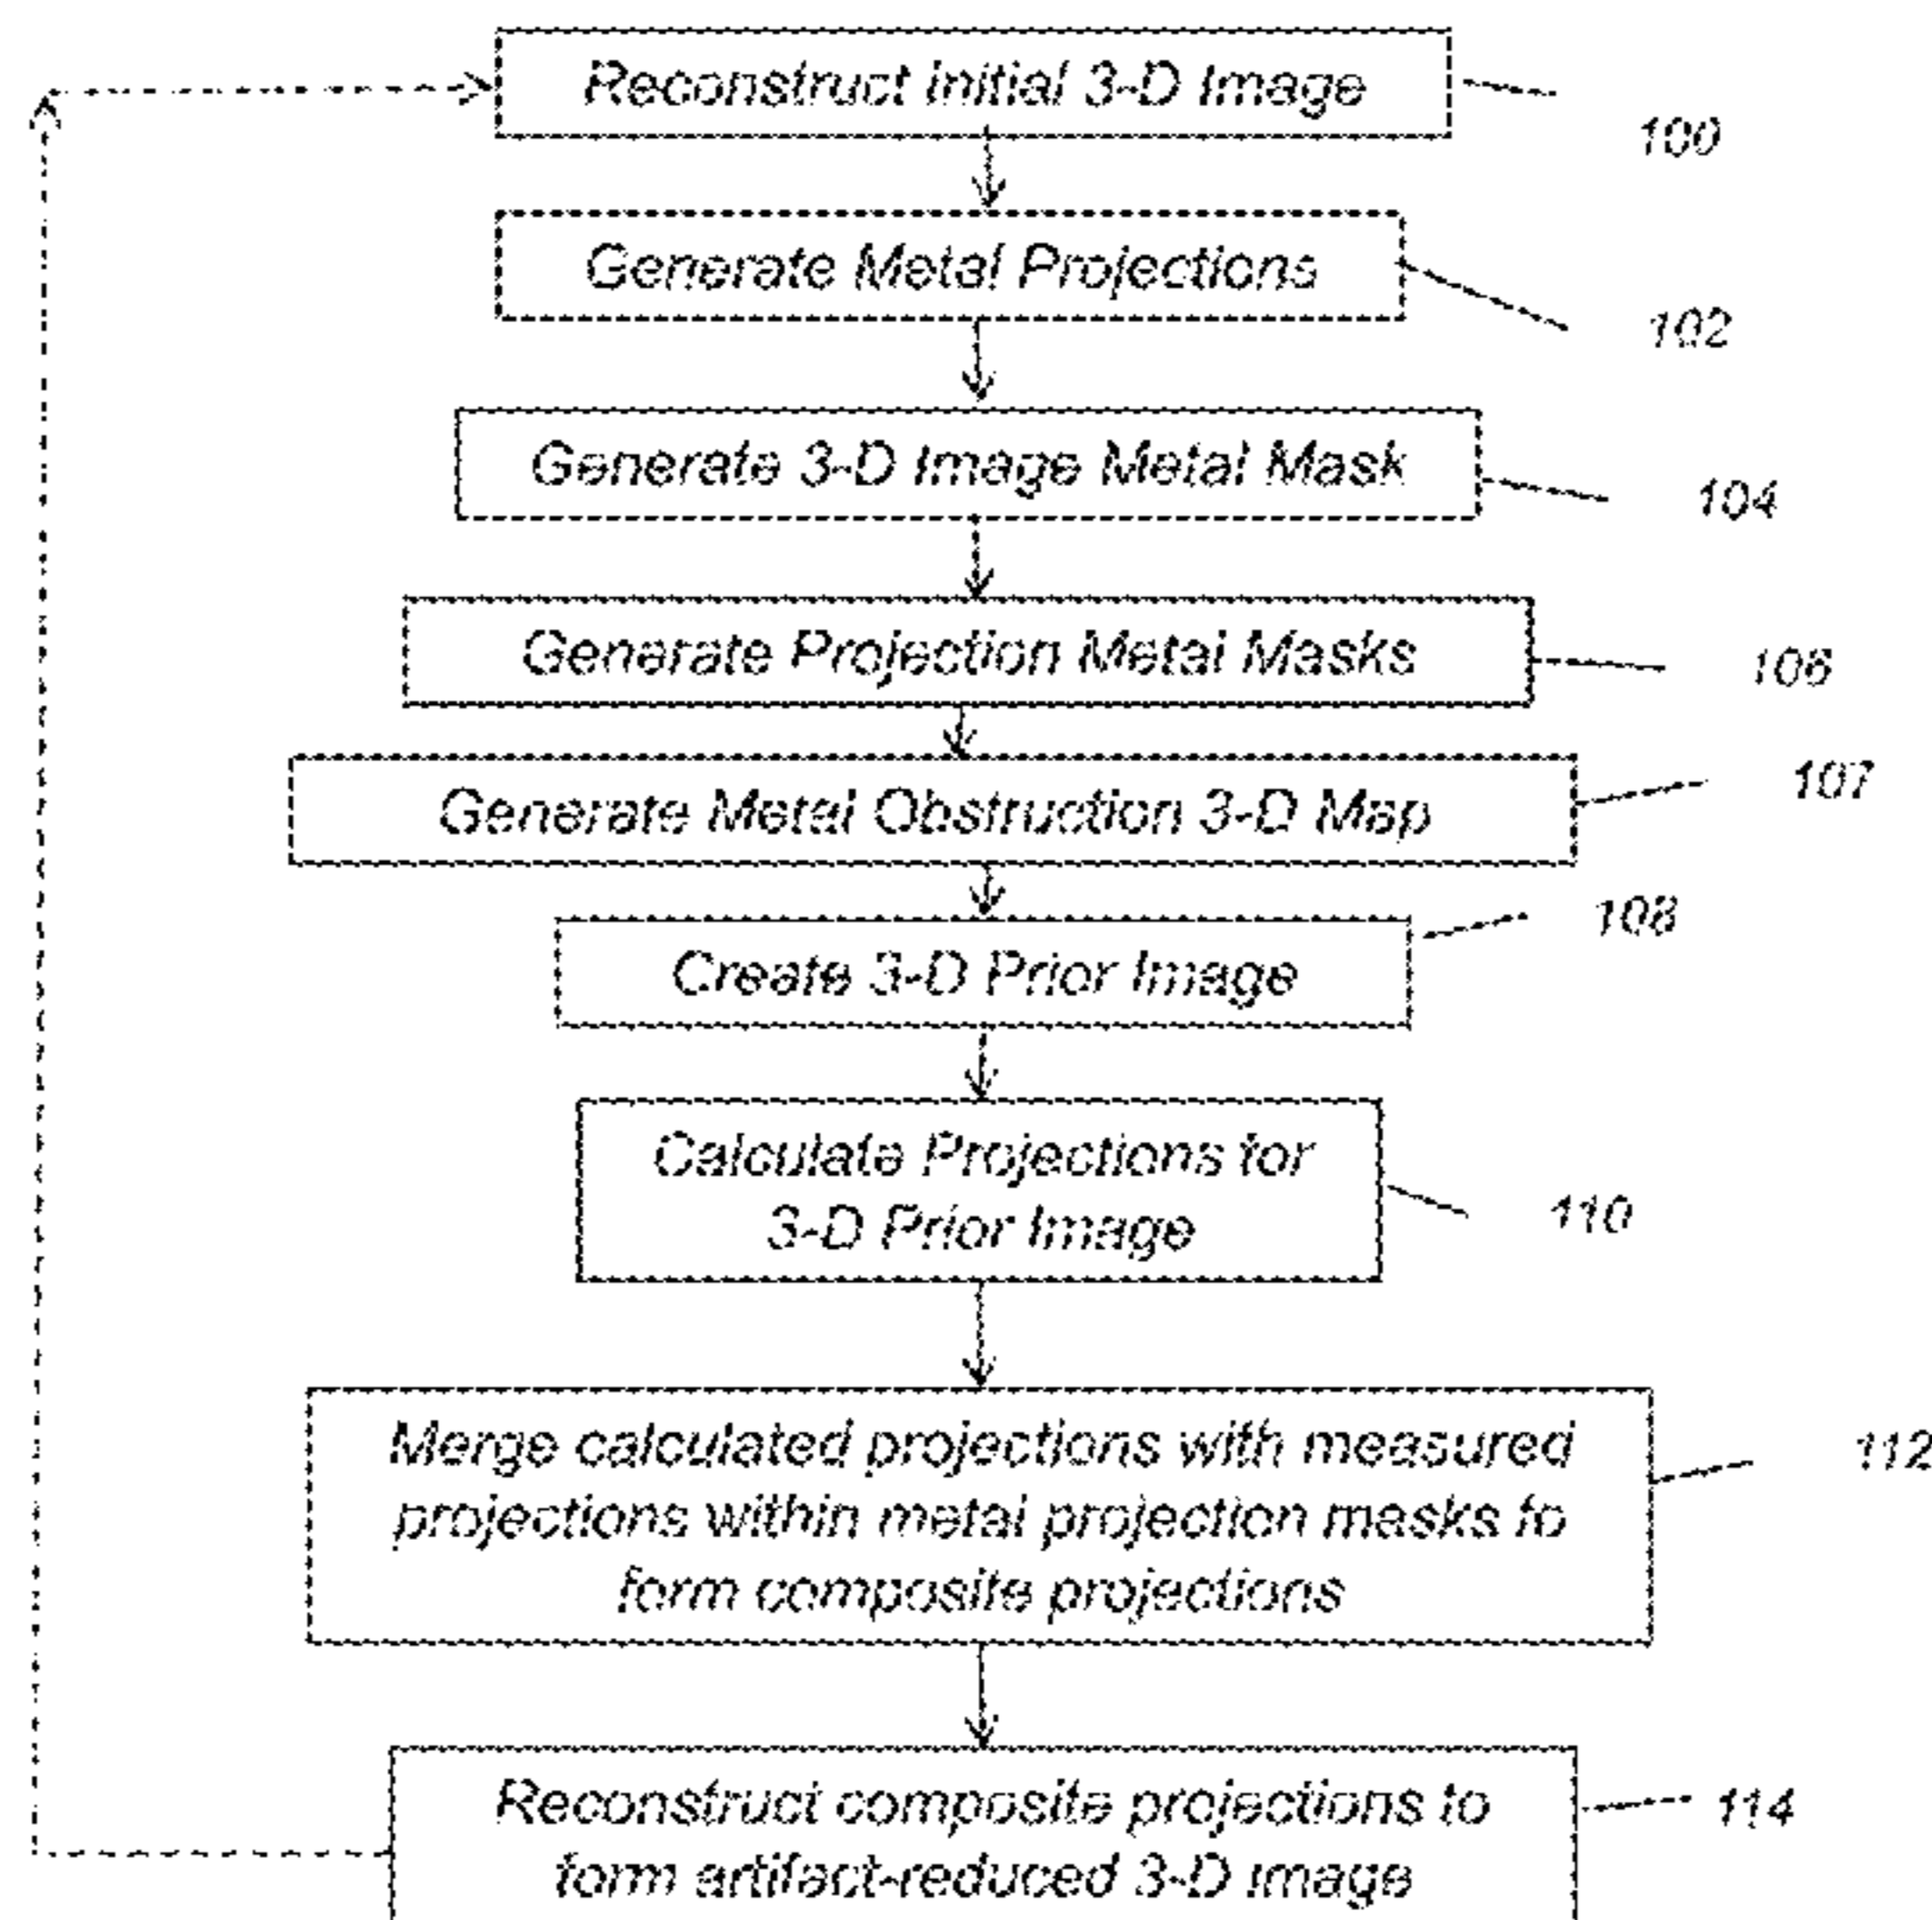 Reconstruct Initial 3-D Image
100
Generate Metal Projections
102
Generate 3-D Image Metal Mask
104
Generate Projection Metal Masks
106
Generate Metal Obstruction 3-D Map
107
108
Create 3-D Prior Image
Calculate Projections for
3-D Prior Image
110
Merge calculated projections with measured
projections within metal projection masks to
form composite projections
112
Reconstruct composite projections to
form artifact-reduced 3-D image
114